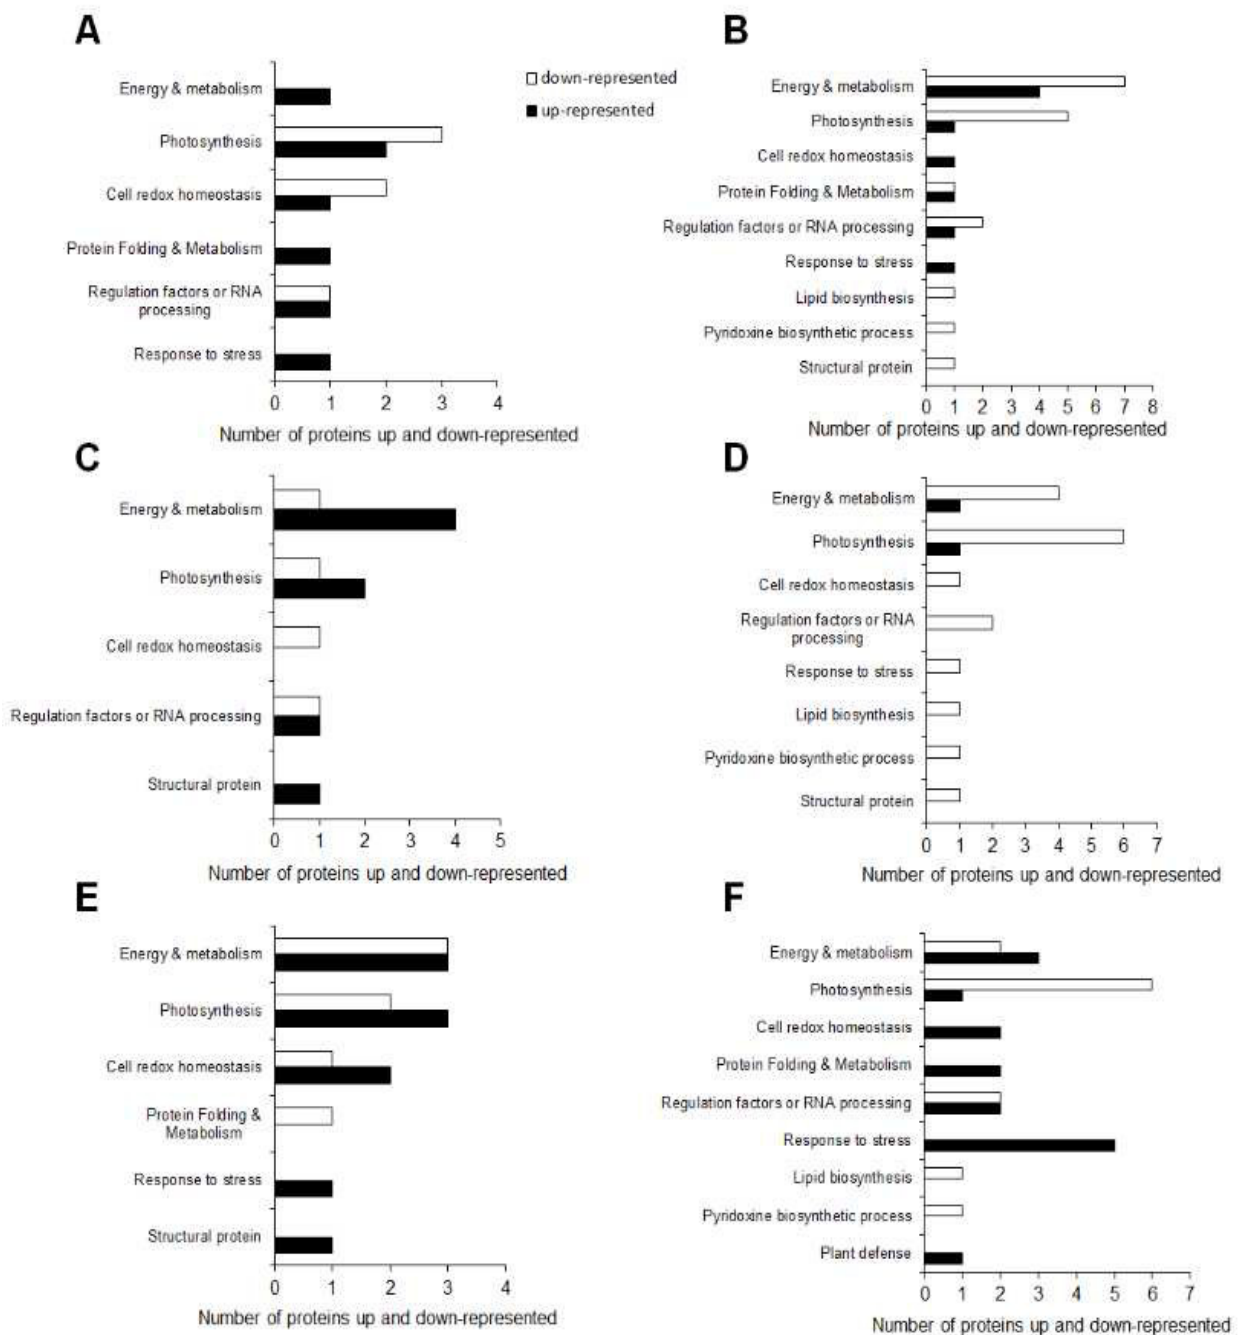 A
Energy & metabolism
Photosynthesis
Cell redox homeostasis
Protein Folding & Metabolism
Regulation factors or RNA
processing
Response to stress
0 1 2 3 4
Number of proteins up and down-represented
down-represented
up-represented
B
Energy & metabolism
Photosynthesis
Cell redox homeostasis
Protein Folding & Metabolism
Regulation factors or RNA processing
Response to stress
Lipid biosynthesis
Pyridoxine biosynthetic process
Structural protein
0 1 2 3 4 5 6 7 8
Number of proteins up and down-represented
C
Energy & metabolism
Photosynthesis
Cell redox homeostasis
Regulation factors or RNA processing
Structural protein
0 1 2 3 4 5
Number of proteins up and down-represented
D
Energy & metabolism
Photosynthesis
Cell redox homeostasis
Regulation factors or RNA
processing
Response to stress
Lipid biosynthesis
Pyridoxine biosynthetic process
Structural protein
0 1 2 3 4 5 6 7
Number of proteins up and down-represented
E
Energy & metabolism
Photosynthesis
Cell redox homeostasis
Protein Folding &
Metabolism
Response to stress
Structural protein
0 1 2 3 4
Number of proteins up and down-represented
F
Energy & metabolism
Photosynthesis
Cell redox homeostasis
Protein Folding & Metabolism
Regulation factors or RNA processing
Response to stress
Lipid biosynthesis
Pyridoxine biosynthetic process
Plant defense
0 1 2 3 4 5 6 7
Number of proteins up and down-represented